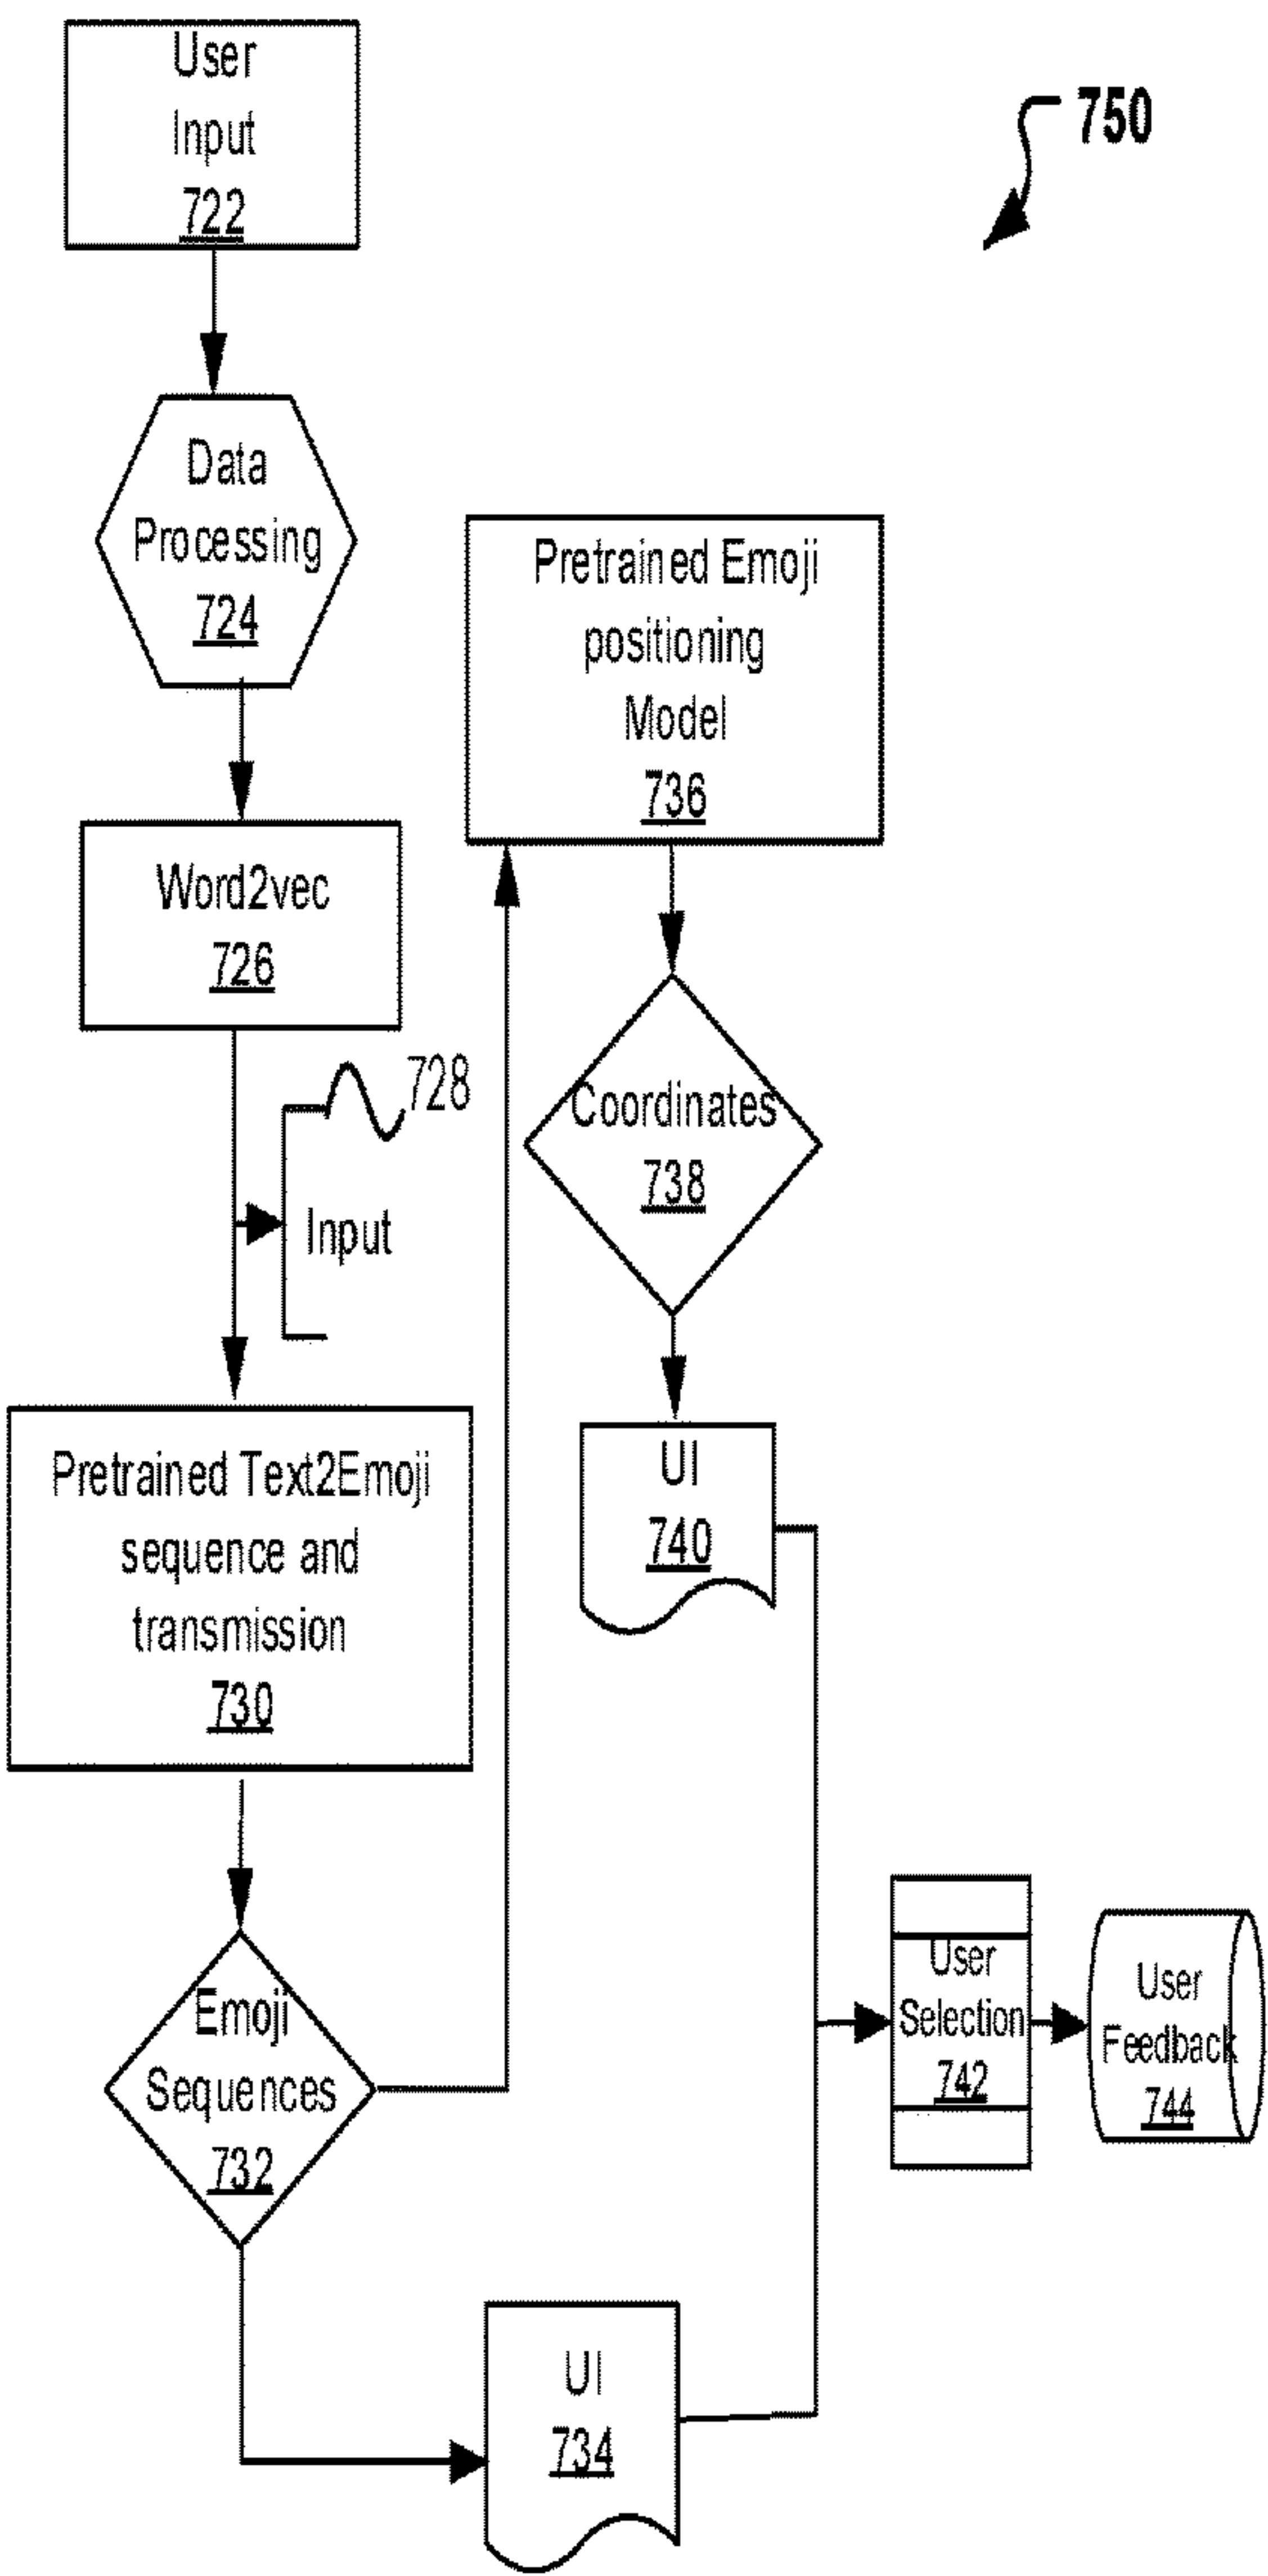 User
Input
722
750
Data
Processing
724
Word2vec
726
728
Input
Pretrained Text2Emoji
sequence and
transmission
730
Emoji
Sequences
732
UI
734
Pretrained Emoji
positioning
Model
736
Coordinates
738
UI
740
User
Selection
742
User
Feedback
744